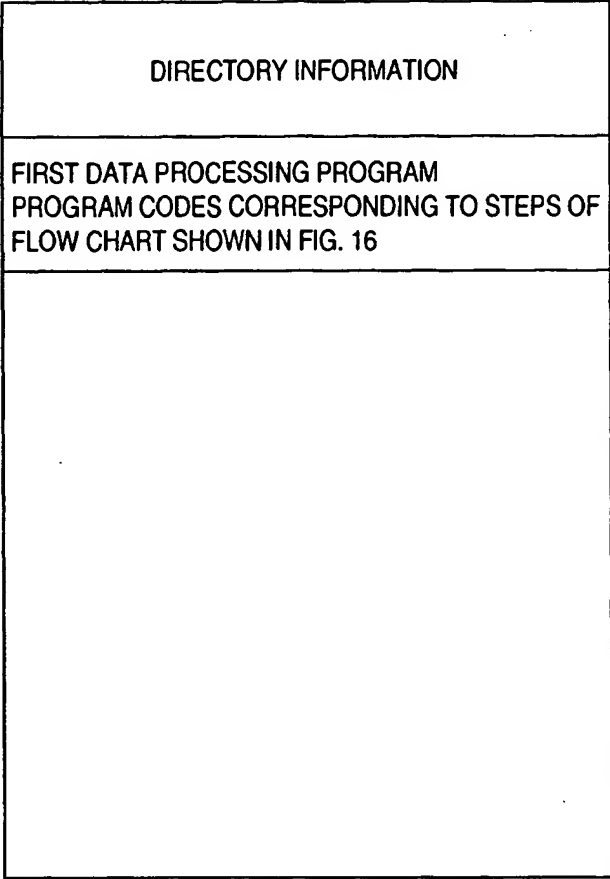 DIRECTORY INFORMATION
FIRST DATA PROCESSING PROGRAM
PROGRAM CODES CORRESPONDING TO STEPS OF
FLOW CHART SHOWN IN FIG. 16